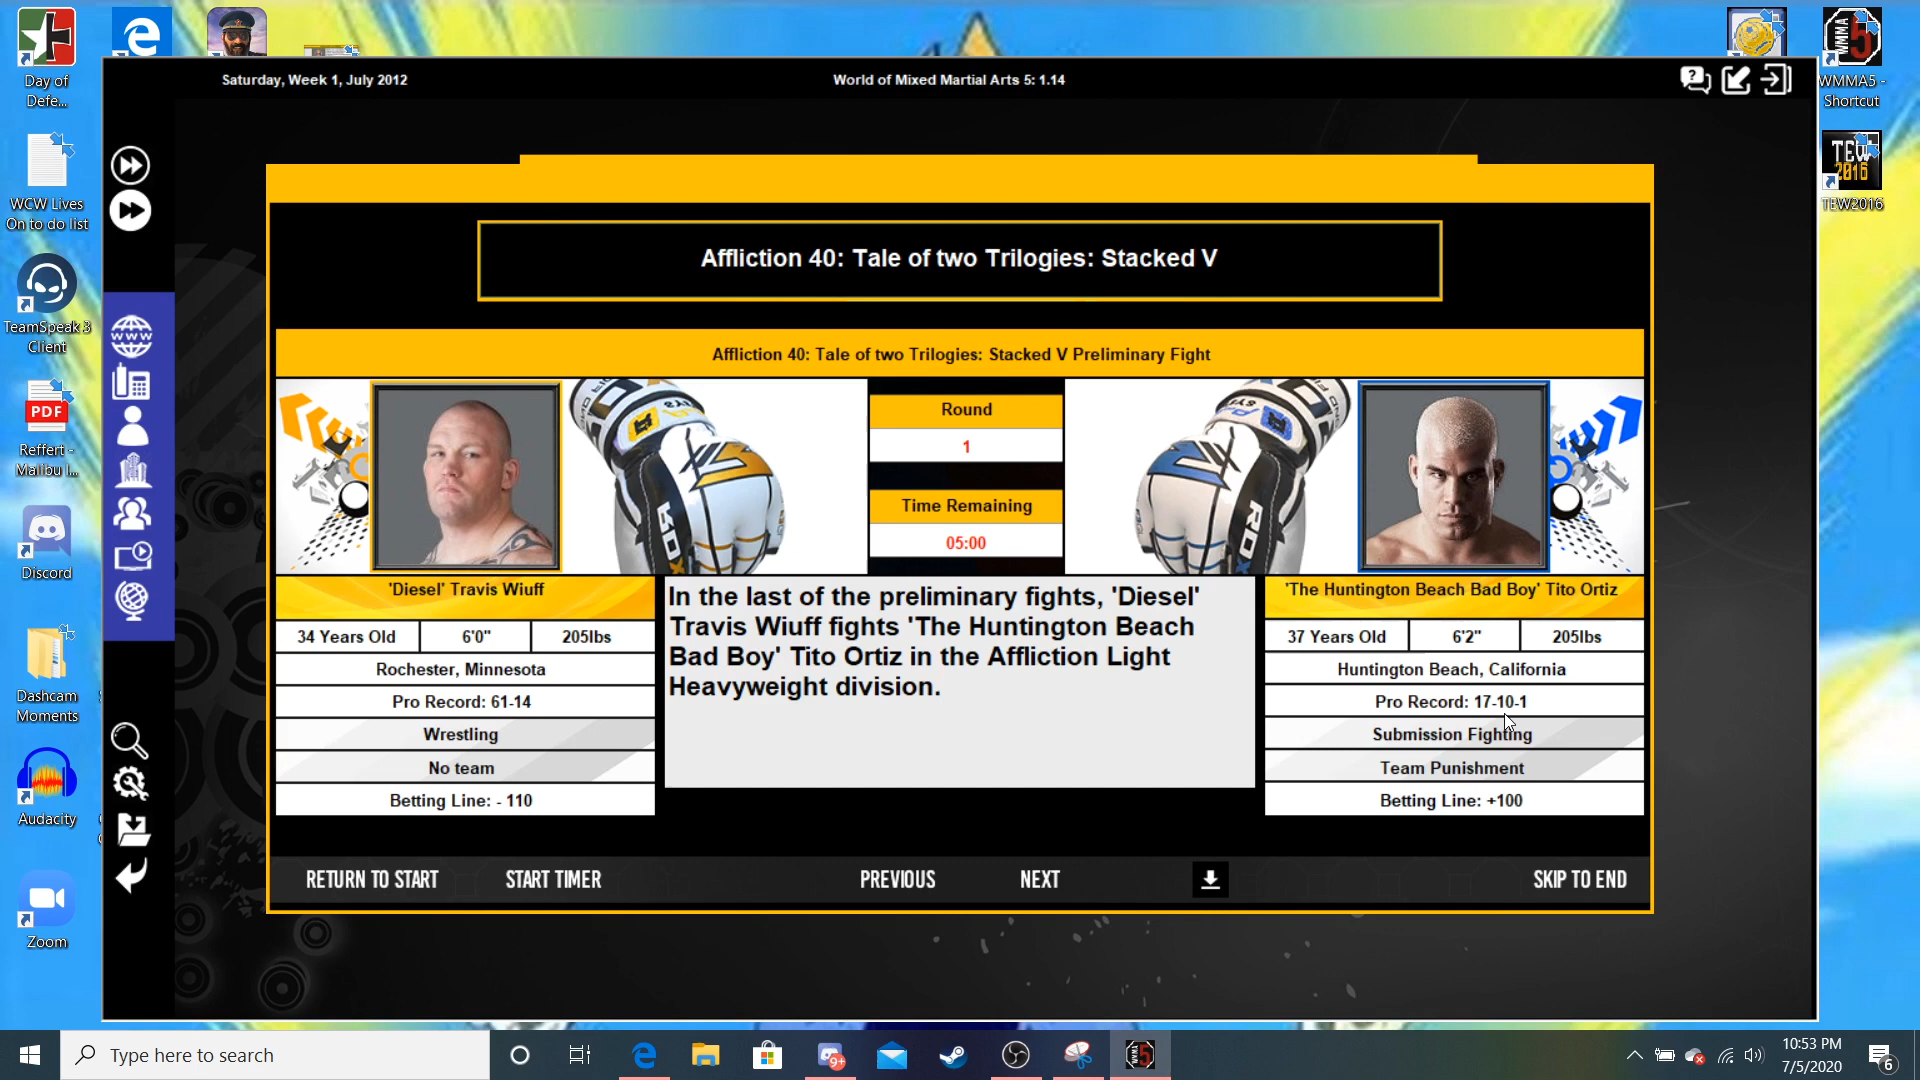 Day of
Defe...
WCW Lives
On to do list
TeamSpeak 3
Client
PDF
Reffert -
Malibu I...
Discord
Dashcam
Moments
Audacity
Zoom
WMMA5 -
Shortcut
TEW
2016
TEW2016
Saturday, Week 1, July 2012
World of Mixed Martial Arts 5: 1.14
WWW
Affliction 40: Tale of two Trilogies: Stacked V
Affliction 40: Tale of two Trilogies: Stacked V Preliminary Fight
Round
1
Time Remaining
05:00
'Diesel' Travis Wiuff
34 Years Old
6'0"
205lbs
Rochester, Minnesota
Pro Record: 61-14
Wrestling
No team
Betting Line: - 110
In the last of the preliminary fights, 'Diesel'
Travis Wiuff fights 'The Huntington Beach
Bad Boy' Tito Ortiz in the Affliction Light
Heavyweight division.
'The Huntington Beach Bad Boy' Tito Ortiz
37 Years Old
6'2"
205lbs
Huntington Beach, California
Pro Record: 17-10-1
Submission Fighting
Team Punishment
Betting Line: +100
RETURN TO START
START TIMER
PREVIOUS
NEXT
SKIP TO END
Type here to search
9+
10:53 PM
7/5/2020
6